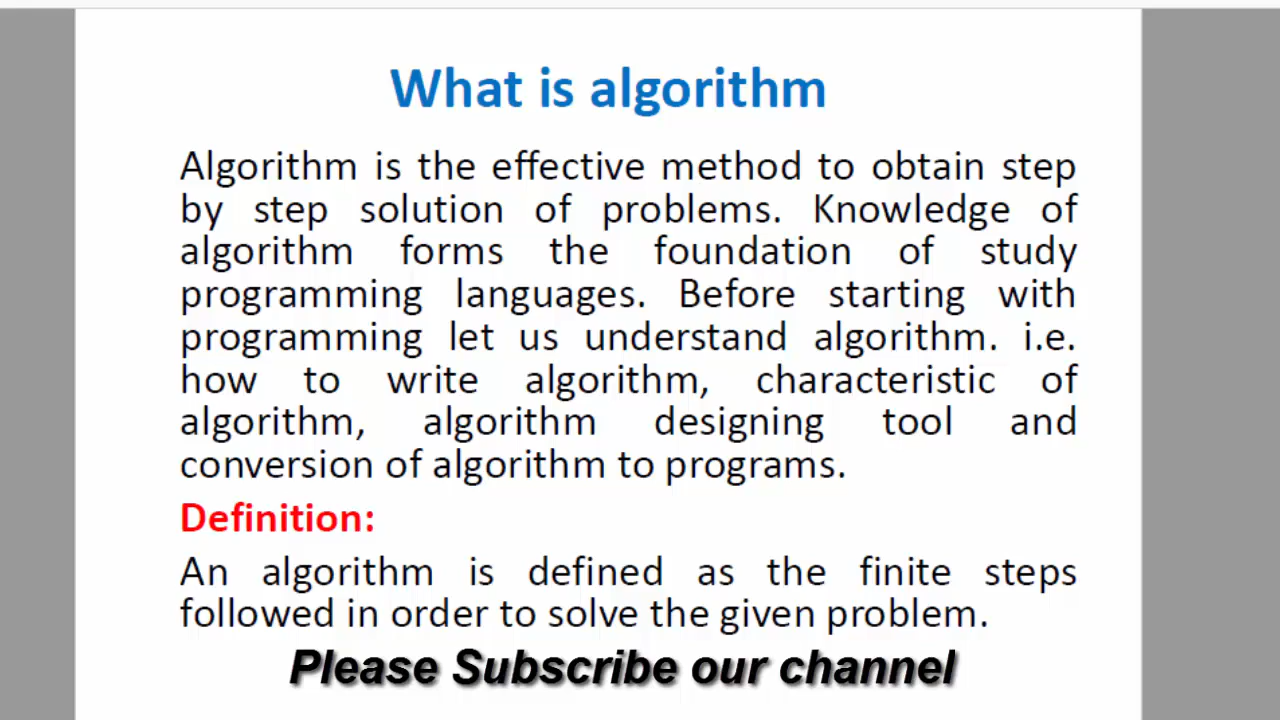 What is algorithm
Algorithm is the effective method to obtain step
by step solution of problems. Knowledge of
algorithm forms the foundation of study
programming languages. Before starting with
programming let us understand algorithm. i.e.
how to write algorithm, characteristic of
algorithm, algorithm designing tool and
conversion of algorithm to programs.
Definition:
An algorithm is defined as the finite steps
followed in order to solve the given problem.
Please Subscribe our channel